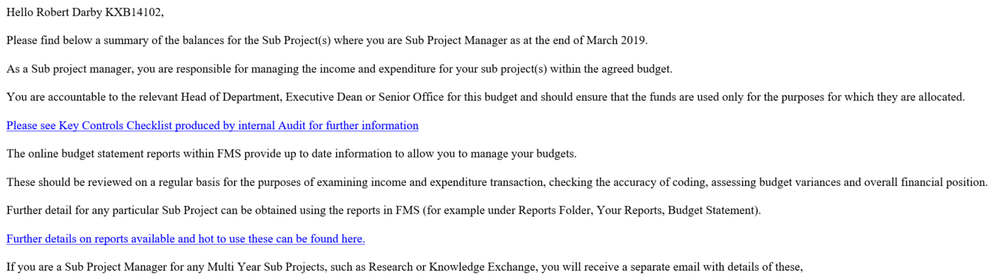 Hello Robert Darby KXB14102,
Please find below a summary of the balances for the Sub Project(s) where you are Sub Project Manager as at the end of March 2019.
As a Sub project manager, you are responsible for managing the income and expenditure for your sub project(s) within the agreed budget.
You are accountable to the relevant Head of Department, Executive Dean or Senior Office for this budget and should ensure that the funds are used only for the purposes for which they are allocated.
Please see Key Controls Checklist produced by internal Audit for further information
The online budget statement reports within FMS provide up to date information to allow you to manage your budgets.
These should be reviewed on a regular basis for the purposes of examining income and expenditure transaction, checking the accuracy of coding, assessing budget variances and overall financial position.
Further detail for any particular Sub Project can be obtained using the reports in FMS (for example under Reports Folder, Your Reports, Budget Statement).
Further details on reports available and hot to use these can be found here.
If you are a Sub Project Manager for any Multi Year Sub Projects, such as Research or Knowledge Exchange, you will receive a separate email with details of these,